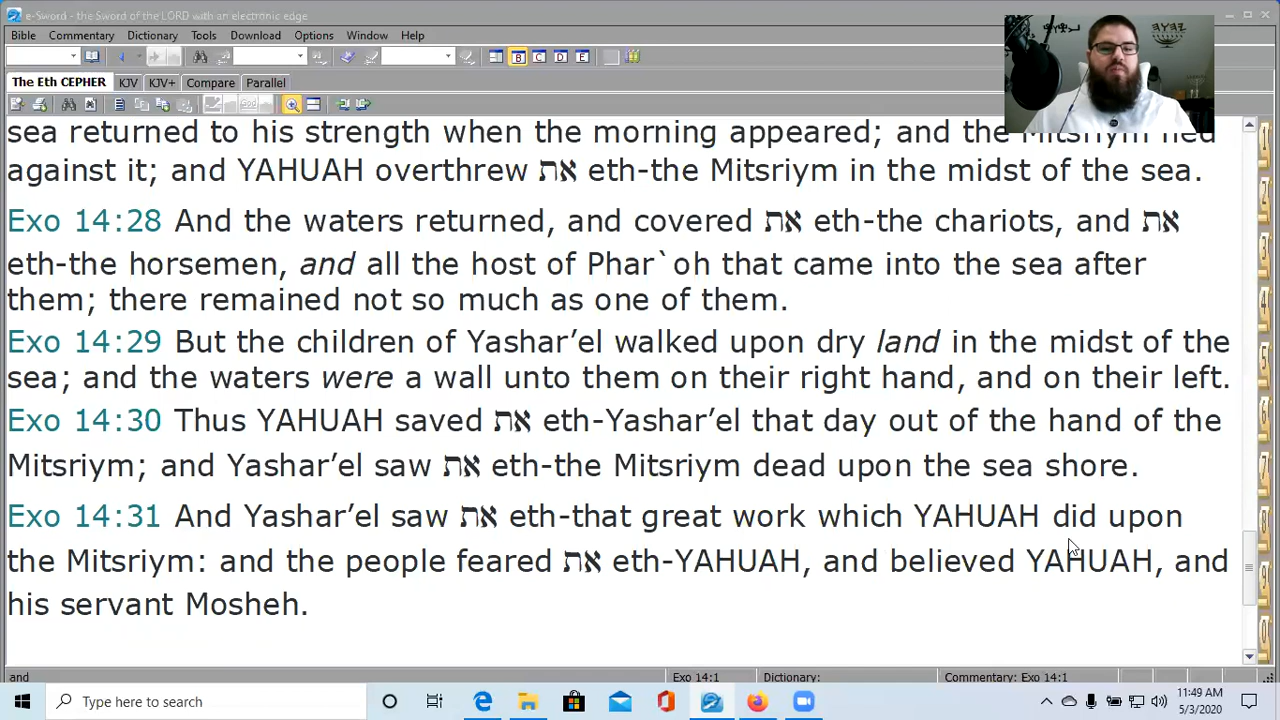 e-Sword - the Sword of the LORD with an electronic edge
Bible Commentary Dictionary Tools Download Options Window Help
B C D E
The Eth CEPHER KJV KJV+ Compare Parallel
sea returned to his strength when the morning appeared; and the Mitsriym fled
against it; and YAHUAH overthrew את eth-the Mitsriym in the midst of the sea.
Exo 14:28 And the waters returned, and covered את eth-the chariots, and את
eth-the horsemen, and all the host of Phar`oh that came into the sea after
them; there remained not so much as one of them.
Exo 14:29 But the children of Yashar’el walked upon dry land in the midst of the
sea; and the waters were a wall unto them on their right hand, and on their left.
Exo 14:30 Thus YAHUAH saved את eth-Yashar’el that day out of the hand of the
Mitsriym; and Yashar’el saw את eth-the Mitsriym dead upon the sea shore.
Exo 14:31 And Yashar’el saw את eth-that great work which YAHUAH did upon
the Mitsriym: and the people feared את eth-YAHUAH, and believed YAHUAH, and
his servant Mosheh.
and Exo 14:1 Dictionary: Commentary: Exo 14:1
Type here to search
11:49 AM
5/3/2020